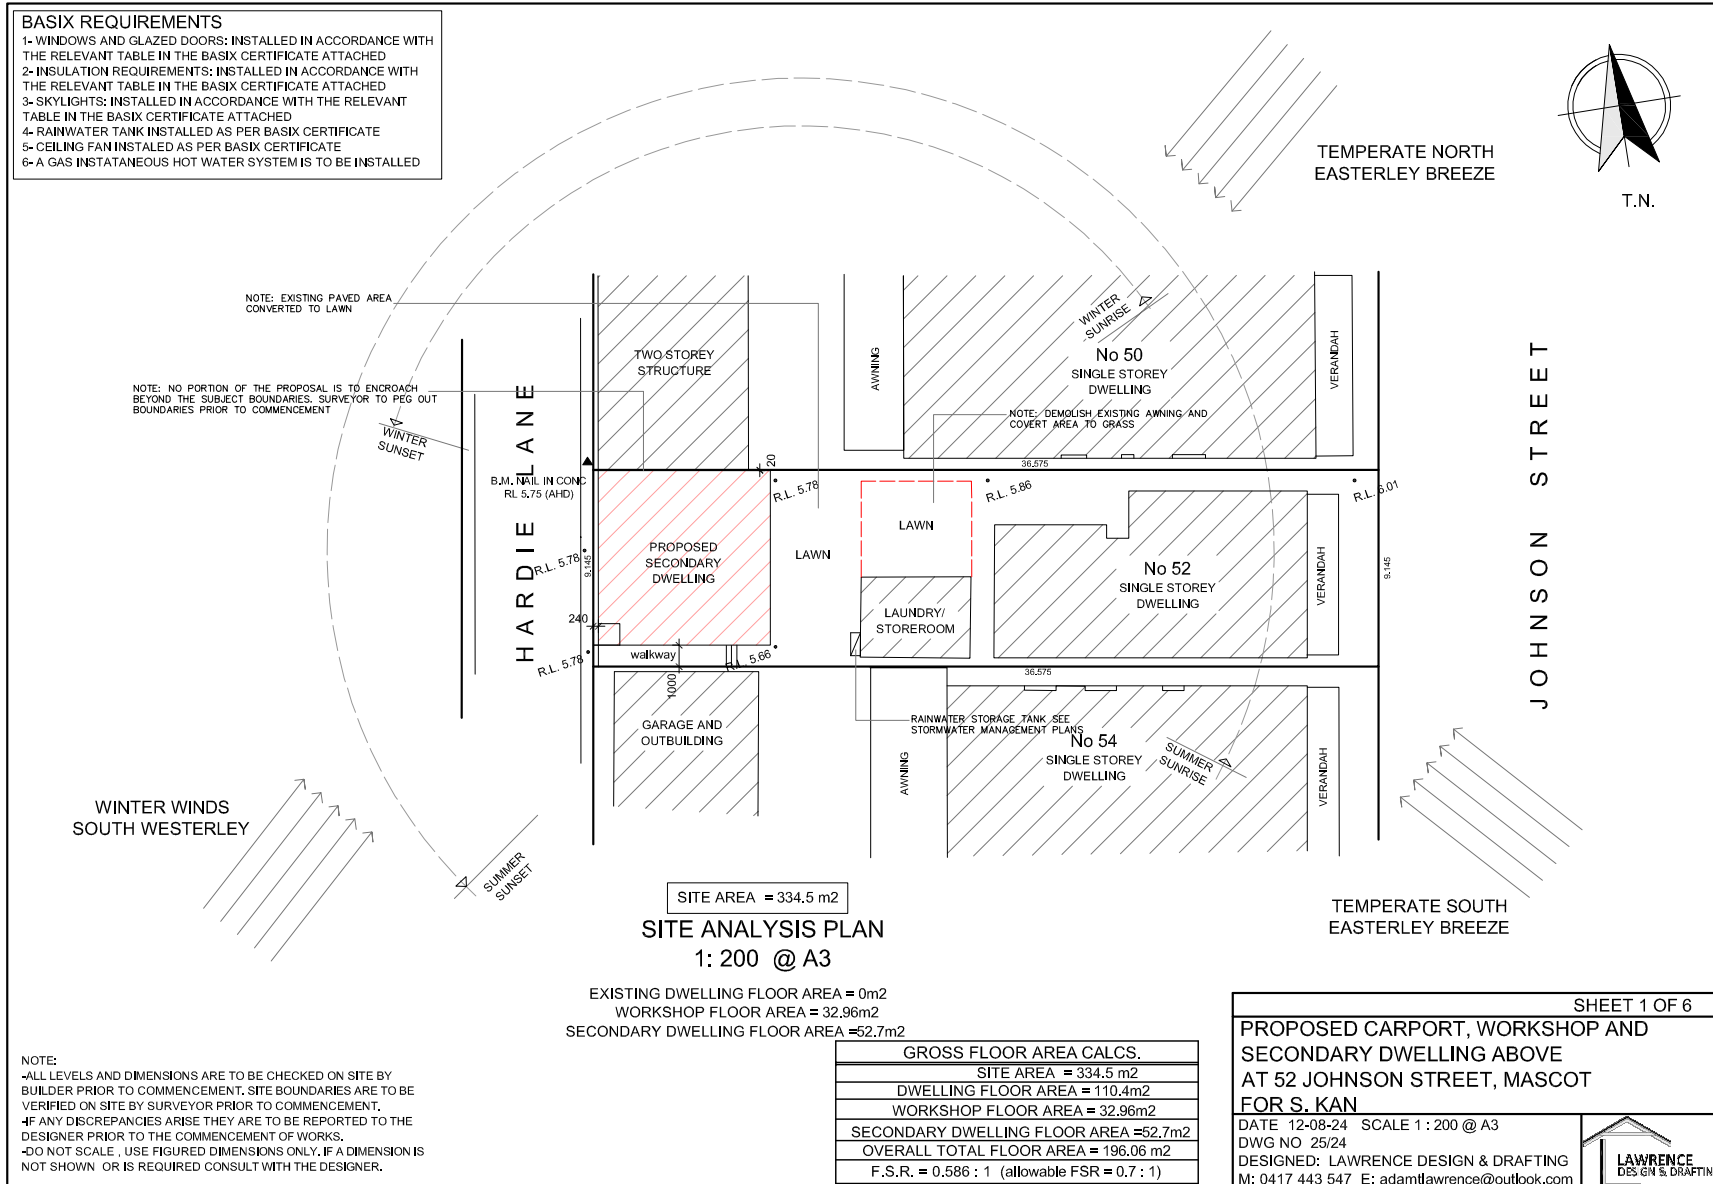 BASIX REQUIREMENTS
1- WINDOWS AND GLAZED DOORS: INSTALLED IN ACCORDANCE WITH
THE RELEVANT TABLE IN THE BASIX CERTIFICATE ATTACHED
2- INSULATION REQUIREMENTS: INSTALLED IN ACCORDANCE WITH
THE RELEVANT TABLE IN THE BASIX CERTIFICATE ATTACHED
3- SKYLIGHTS: INSTALLED IN ACCORDANCE WITH THE RELEVANT
TABLE IN THE BASIX CERTIFICATE ATTACHED
4- RAINWATER TANK INSTALLED AS PER BASIX CERTIFICATE
5- CEILING FAN INSTALED AS PER BASIX CERTIFICATE
6- A GAS INSTATANEOUS HOT WATER SYSTEM IS TO BE INSTALLED
TEMPERATE NORTH
EASTERLEY BREEZE
T.N.
NOTE: EXISTING PAVED AREA
CONVERTED TO LAWN
NOTE: NO PORTION OF THE PROPOSAL IS TO ENCROACH
BEYOND THE SUBJECT BOUNDARIES. SURVEYOR TO PEG OUT
BOUNDARIES PRIOR TO COMMENCEMENT
WINTER
SUNSET
HARDIE LANE
TWO STOREY
STRUCTURE
AWNING
WINTER
SUNRISE
No 50
SINGLE STOREY
DWELLING
VERANDAH
NOTE: DEMOLISH EXISTING AWNING AND
COVERT AREA TO GRASS
JOHNSON STREET
B.M. NAIL IN CONC
RL 5.75 (AHD)
20
36.575
R.L. 5.78
R.L. 5.86
R.L. 6.01
LAWN
LAWN
PROPOSED
SECONDARY
DWELLING
R.L. 5.78
9.145
No 52
SINGLE STOREY
DWELLING
VERANDAH
9.145
LAUNDRY/
STOREROOM
240
walkway
R.L. 5.78
R.L. 5.66
1000
36.575
GARAGE AND
OUTBUILDING
RAINWATER STORAGE TANK SEE
STORMWATER MANAGEMENT PLANS
AWNING
No 54
SINGLE STOREY
DWELLING
SUMMER
SUNRISE
VERANDAH
WINTER WINDS
SOUTH WESTERLEY
SUMMER
SUNSET
TEMPERATE SOUTH
EASTERLEY BREEZE
SITE AREA = 334.5 m2
SITE ANALYSIS PLAN
1: 200 @ A3
EXISTING DWELLING FLOOR AREA = 0m2
WORKSHOP FLOOR AREA = 32.96m2
SECONDARY DWELLING FLOOR AREA =52.7m2
NOTE:
-ALL LEVELS AND DIMENSIONS ARE TO BE CHECKED ON SITE BY
BUILDER PRIOR TO COMMENCEMENT. SITE BOUNDARIES ARE TO BE
VERIFIED ON SITE BY SURVEYOR PRIOR TO COMMENCEMENT.
-IF ANY DISCREPANCIES ARISE THEY ARE TO BE REPORTED TO THE
DESIGNER PRIOR TO THE COMMENCEMENT OF WORKS.
-DO NOT SCALE , USE FIGURED DIMENSIONS ONLY. IF A DIMENSION IS
NOT SHOWN OR IS REQUIRED CONSULT WITH THE DESIGNER.
GROSS FLOOR AREA CALCS.
SITE AREA = 334.5 m2
DWELLING FLOOR AREA = 110.4m2
WORKSHOP FLOOR AREA = 32.96m2
SECONDARY DWELLING FLOOR AREA =52.7m2
OVERALL TOTAL FLOOR AREA = 196.06 m2
F.S.R. = 0.586 : 1 (allowable FSR = 0.7 : 1)
SHEET 1 OF 6
PROPOSED CARPORT, WORKSHOP AND
SECONDARY DWELLING ABOVE
AT 52 JOHNSON STREET, MASCOT
FOR S. KAN
DATE 12-08-24 SCALE 1 : 200 @ A3
DWG NO 25/24
DESIGNED: LAWRENCE DESIGN & DRAFTING
M: 0417 443 547 E: adamtlawrence@outlook.com
LAWRENCE
DESIGN & DRAFTIN